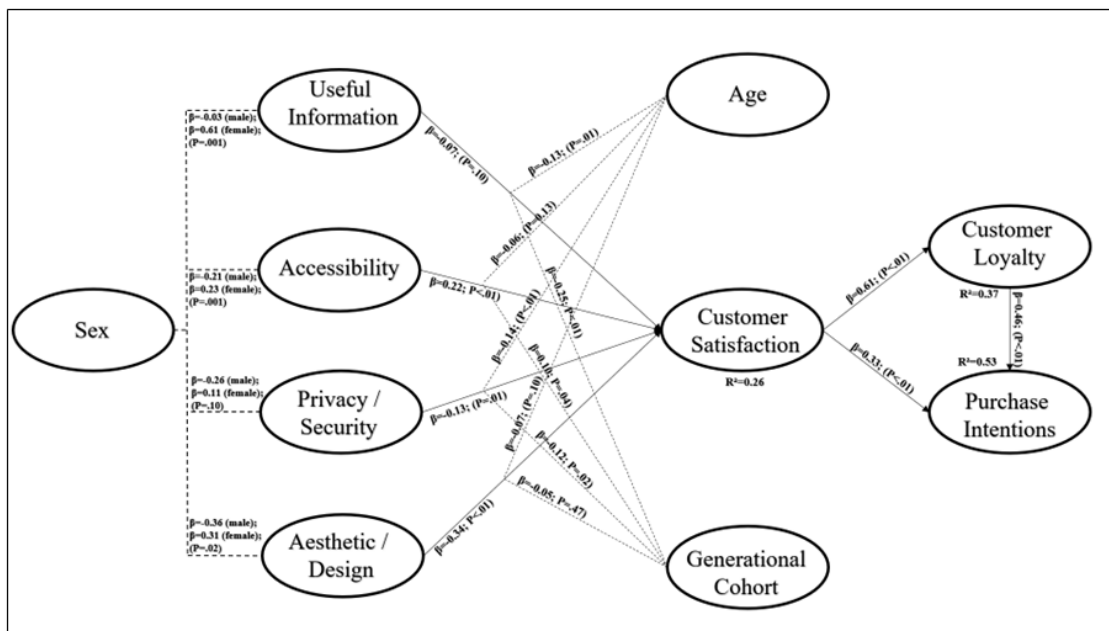 Useful
Information
β=-0.03 (male);
β=0.61 (female);
(P=.001)
β=-0.07; (P=.10)
Age
β=-0.13; (P=.01)
β=-0.06; (P=0.13)
Accessibility
β=-0.21 (male);
β=0.23 (female);
(P=.001)
β=0.22; P<.01)
β=-0.14; (P<.01)
β=-0.25; P<.01)
Sex
Customer
Satisfaction
R²=0.26
β=0.61; (P<.01)
β=0.33; (P<.01)
Customer
Loyalty
R²=0.37
β=0.46; (P<.01)
R²=0.53
Purchase
Intentions
Privacy /
Security
β=-0.26 (male);
β=0.11 (female);
(P=.10)
β=-0.13; (P=.01)
β=0.10; P=.04)
β=-0.07; (P=.10)
β=-0.12; P=.02)
β=-0.05; P=.47)
Aesthetic /
Design
β=-0.36 (male);
β=0.31 (female);
(P=.02)
β=-0.34; P<.01)
Generational
Cohort